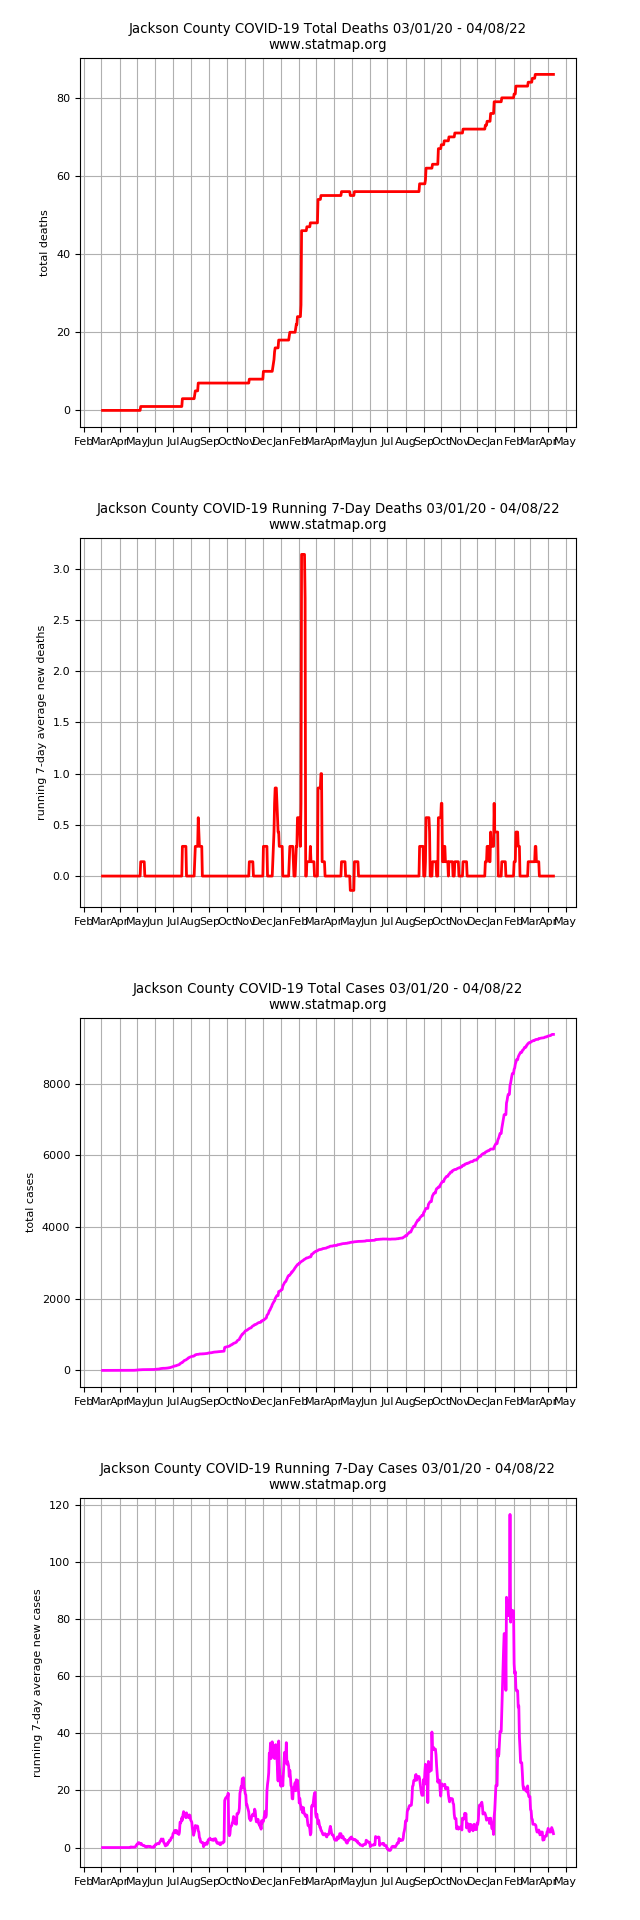 Jackson County COVID-19 Total Deaths 03/01/20 - 04/08/22
www.statmap.org
80
60
total deaths
40
20
0
Feb Mar Apr May Jun Jul Aug Sep Oct Nov Dec Jan Feb Mar Apr May Jun Jul Aug Sep Oct Nov Dec Jan Feb Mar Apr May
Jackson County COVID-19 Running 7-Day Deaths 03/01/20 - 04/08/22
www.statmap.org
3.0
2.5
2.0
running 7-day average new deaths
1.5
1.0
0.5
0.0
Feb Mar Apr May Jun Jul Aug Sep Oct Nov Dec Jan Feb Mar Apr May Jun Jul Aug Sep Oct Nov Dec Jan Feb Mar Apr May
Jackson County COVID-19 Total Cases 03/01/20 - 04/08/22
www.statmap.org
8000
6000
total cases
4000
2000
0
Feb Mar Apr May Jun Jul Aug Sep Oct Nov Dec Jan Feb Mar Apr May Jun Jul Aug Sep Oct Nov Dec Jan Feb Mar Apr May
Jackson County COVID-19 Running 7-Day Cases 03/01/20 - 04/08/22
www.statmap.org
120
100
80
60
running 7-day average new cases
40
20
0
Feb Mar Apr May Jun Jul Aug Sep Oct Nov Dec Jan Feb Mar Apr May Jun Jul Aug Sep Oct Nov Dec Jan Feb Mar Apr May